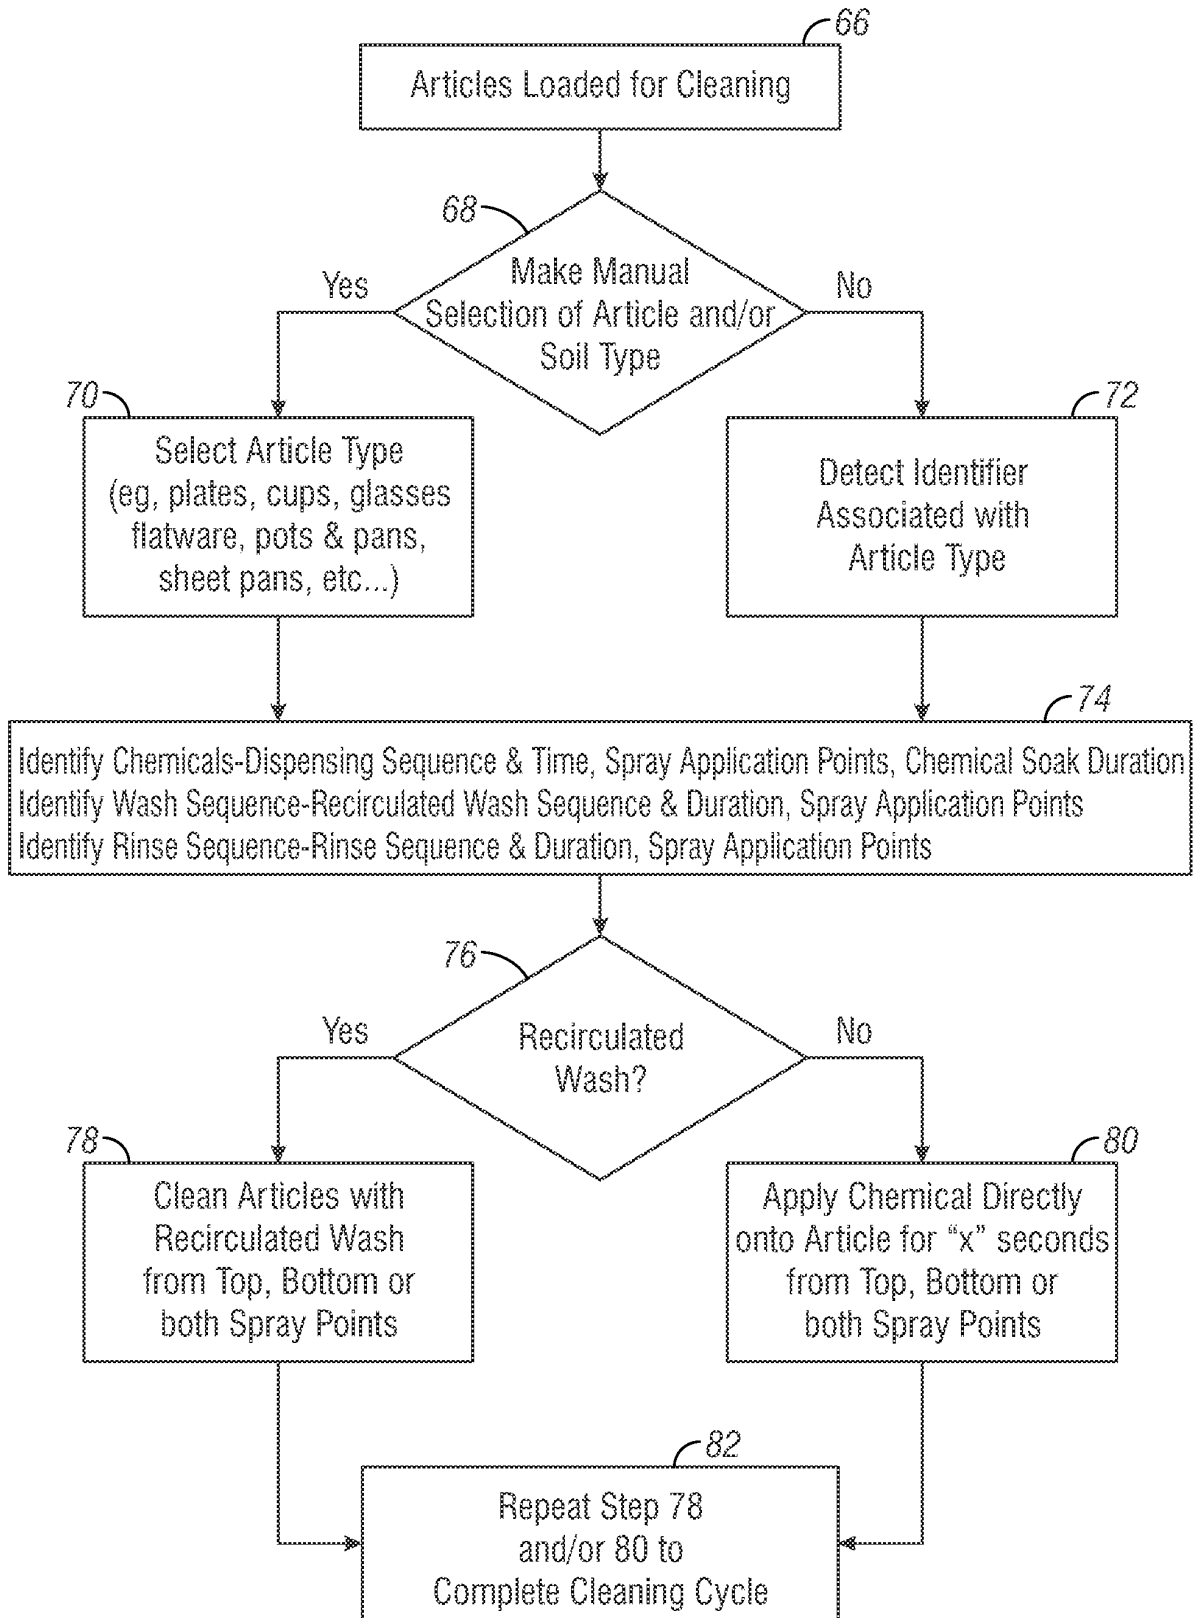 66
Articles Loaded for Cleaning
68
Make Manual
Selection of Article and/or
Soil Type
Yes
No
70
Select Article Type
(eg, plates, cups, glasses
flatware, pots & pans,
sheet pans, etc...)
72
Detect Identifier
Associated with
Article Type
74
Identify Chemicals-Dispensing Sequence & Time, Spray Application Points, Chemical Soak Duration
Identify Wash Sequence-Recirculated Wash Sequence & Duration, Spray Application Points
Identify Rinse Sequence-Rinse Sequence & Duration, Spray Application Points
76
Recirculated
Wash?
Yes
No
78
Clean Articles with
Recirculated Wash
from Top, Bottom or
both Spray Points
80
Apply Chemical Directly
onto Article for “x” seconds
from Top, Bottom or
both Spray Points
82
Repeat Step 78
and/or 80 to
Complete Cleaning Cycle